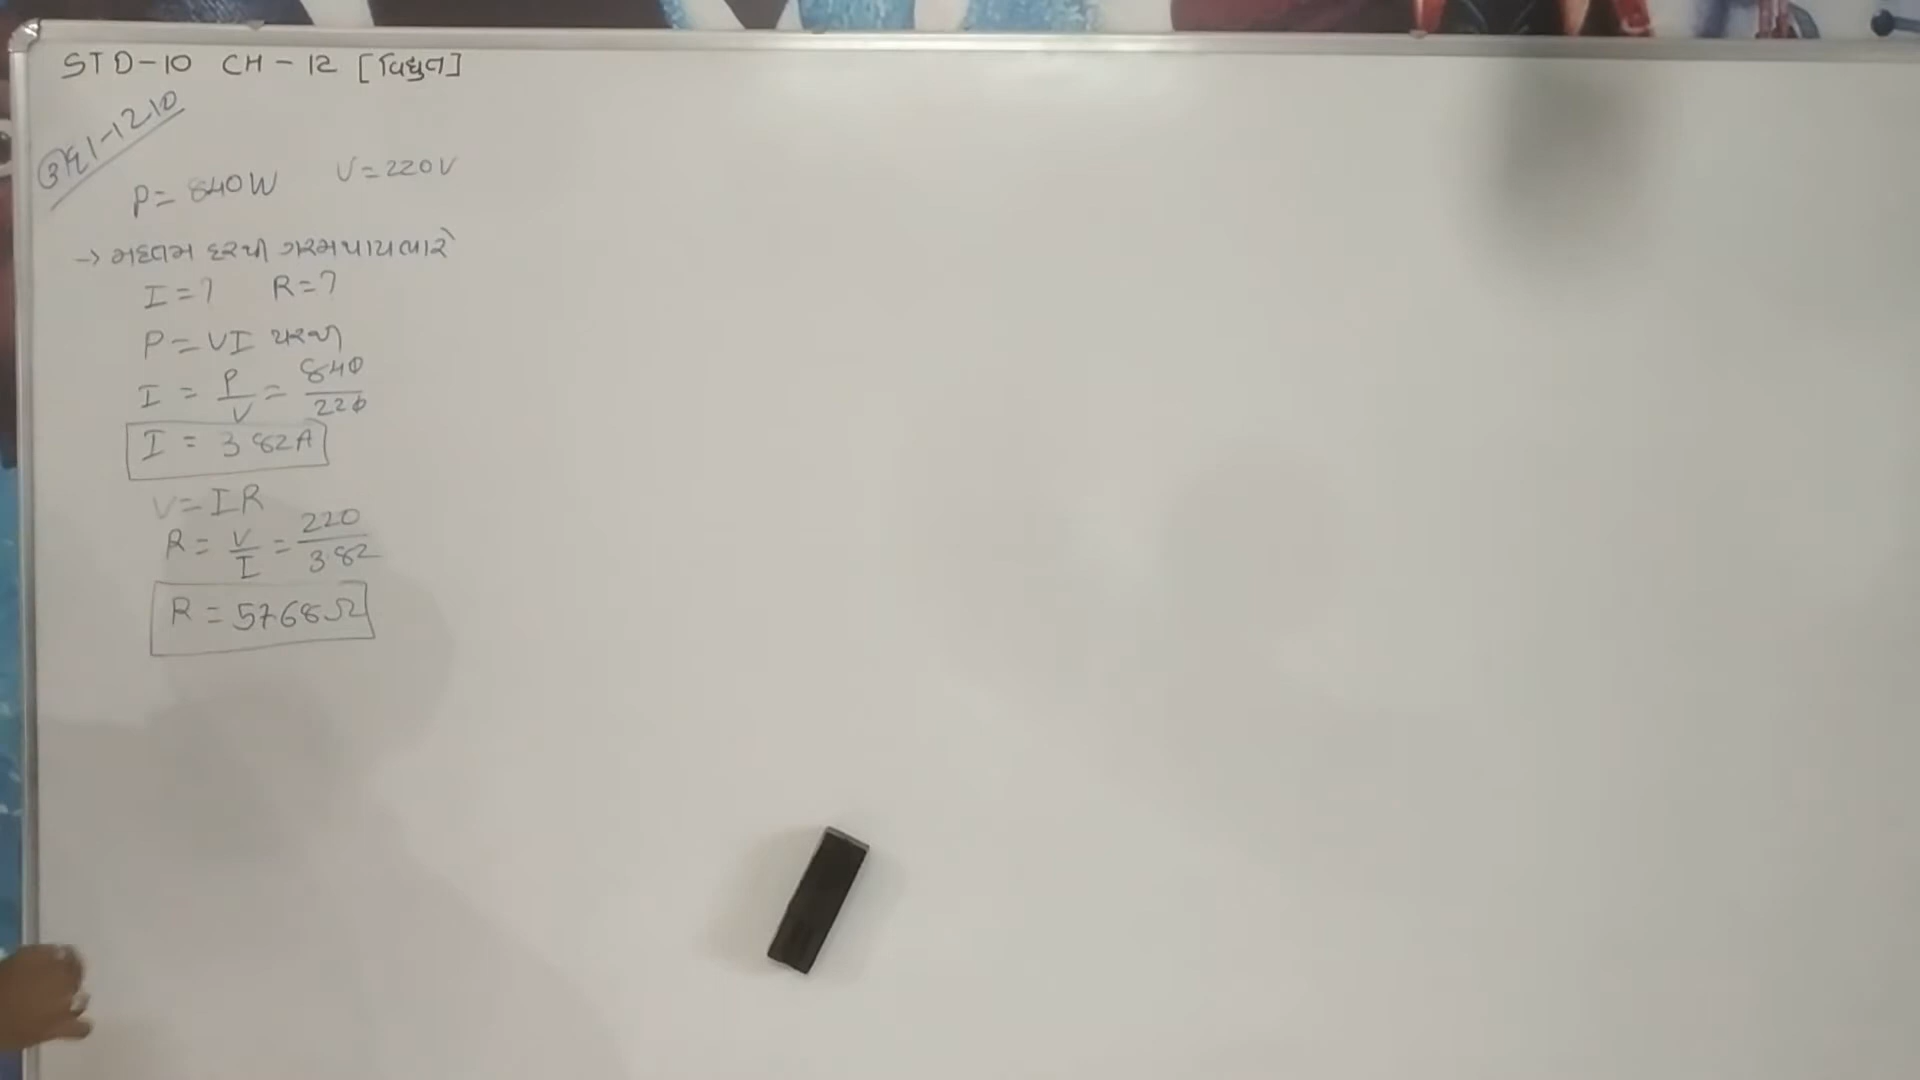 STD-10 CH-12 [વિદ્યુત]
ઉદા-12.10
P = 840W V = 220V
→ મહત્તમ દરથી ગરમ થાય ત્યારે
I = ? R = ?
P = VI પરથી
I = P/V = 840/220
I = 3.82A
V = IR
R = V/I = 220/3.82
R = 57.68Ω